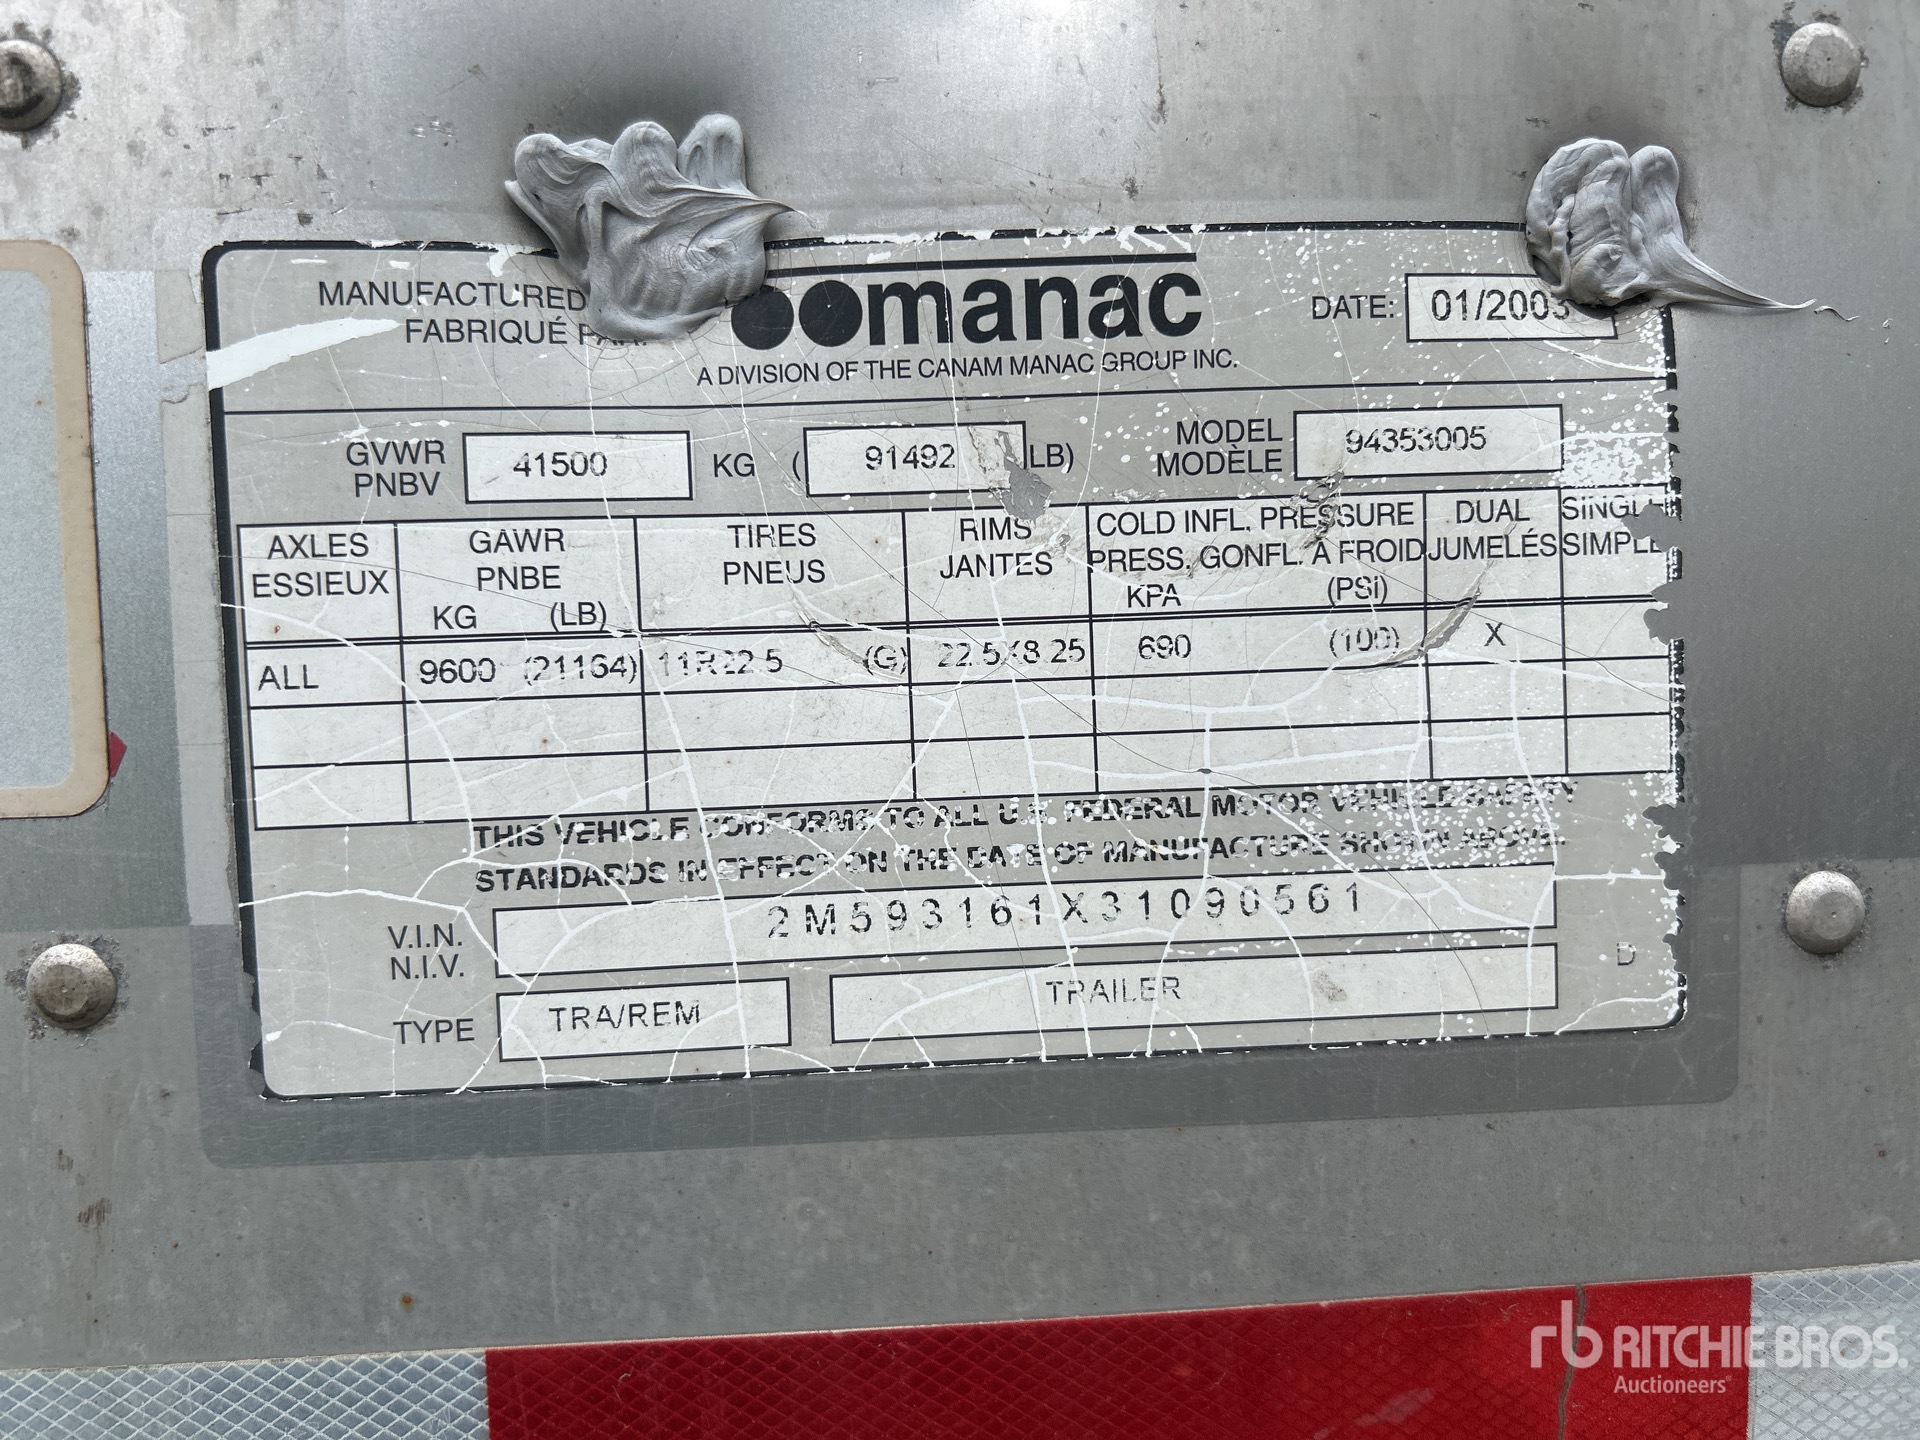 MANUFACTURED
FABRIQUÉ PAR:
manac
A DIVISION OF THE CANAM MANAC GROUP INC.
DATE: 01/2003
GVWR
PNBV
41500 KG ( 91492 LB)
MODEL
MODÈLE
94353005
AXLES
ESSIEUX
GAWR
PNBE
KG (LB)
TIRES
PNEUS
RIMS
JANTES
COLD INFL. PRESSURE
PRESS. GONFL. À FROID
KPA (PSI)
DUAL
JUMELÉS
SINGLE
SIMPLE
ALL 9600 (21164) 11R22.5 (G) 22.5X8.25 690 (100) X
THIS VEHICLE CONFORMS TO ALL U.S. FEDERAL MOTOR VEHICLE SAFETY
STANDARDS IN EFFECT ON THE DATE OF MANUFACTURE SHOWN ABOVE.
V.I.N.
N.I.V.
2M593161X31090561
TYPE TRA/REM TRAILER
D
rb RITCHIE BROS.
Auctioneers